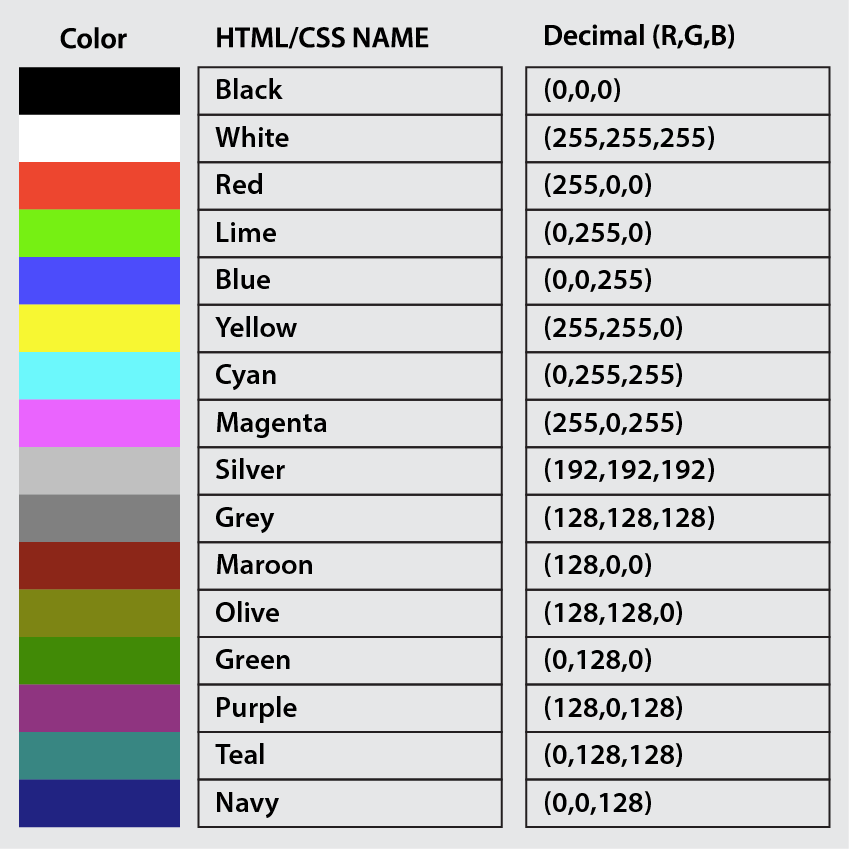 Color HTML/CSS NAME Decimal (R,G,B)
Black (0,0,0)
White (255,255,255)
Red (255,0,0)
Lime (0,255,0)
Blue (0,0,255)
Yellow (255,255,0)
Cyan (0,255,255)
Magenta (255,0,255)
Silver (192,192,192)
Grey (128,128,128)
Maroon (128,0,0)
Olive (128,128,0)
Green (0,128,0)
Purple (128,0,128)
Teal (0,128,128)
Navy (0,0,128)